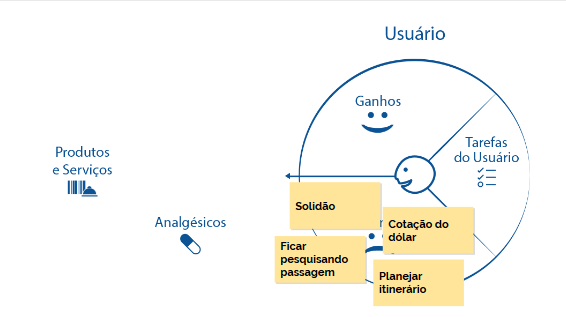 Usuário
Ganhos
Tarefas
do Usuário
Produtos
e Serviços
Analgésicos
Solidão
Cotação do
dólar
Ficar
pesquisando
passagem
Planejar
itinerário